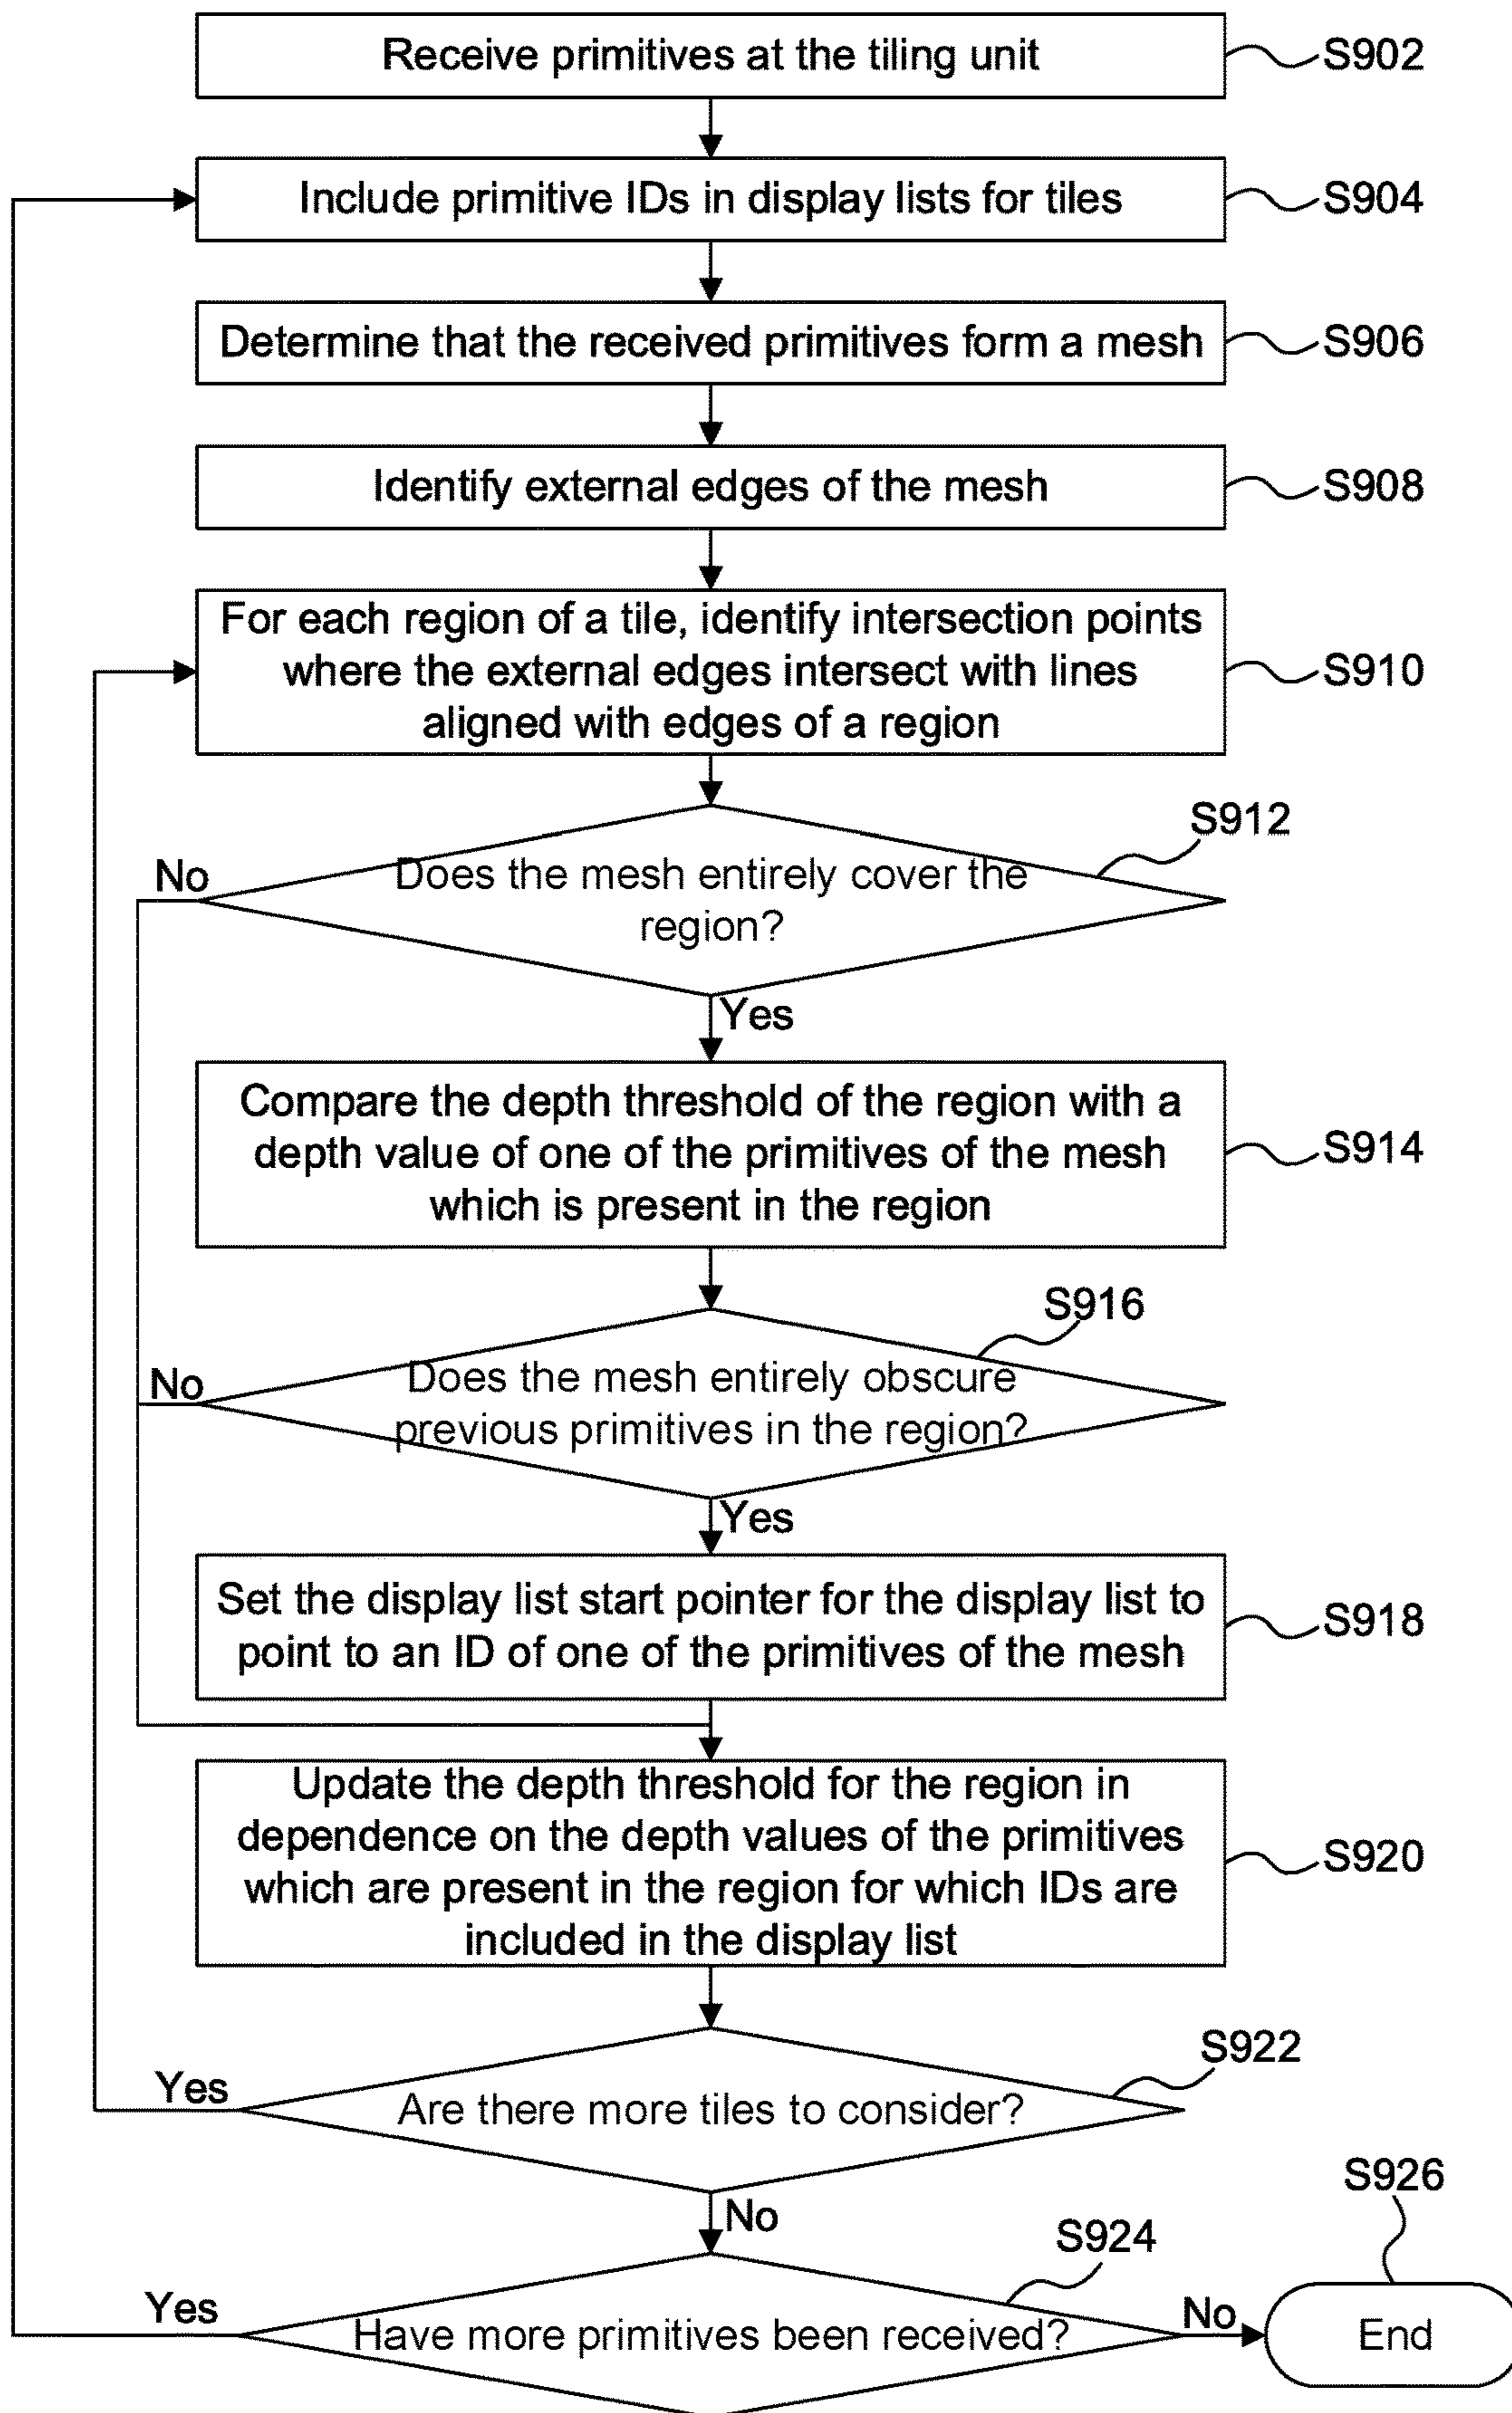 Receive primitives at the tiling unit
S902
Include primitive IDs in display lists for tiles
S904
Determine that the received primitives form a mesh
S906
Identify external edges of the mesh
S908
For each region of a tile, identify intersection points
where the external edges intersect with lines
aligned with edges of a region
S910
S912
No
Does the mesh entirely cover the
region?
Yes
Compare the depth threshold of the region with a
depth value of one of the primitives of the mesh
which is present in the region
S914
S916
No
Does the mesh entirely obscure
previous primitives in the region?
Yes
Set the display list start pointer for the display list to
point to an ID of one of the primitives of the mesh
S918
Update the depth threshold for the region in
dependence on the depth values of the primitives
which are present in the region for which IDs are
included in the display list
S920
S922
Yes
Are there more tiles to consider?
No
S926
S924
Yes
Have more primitives been received?
No
End